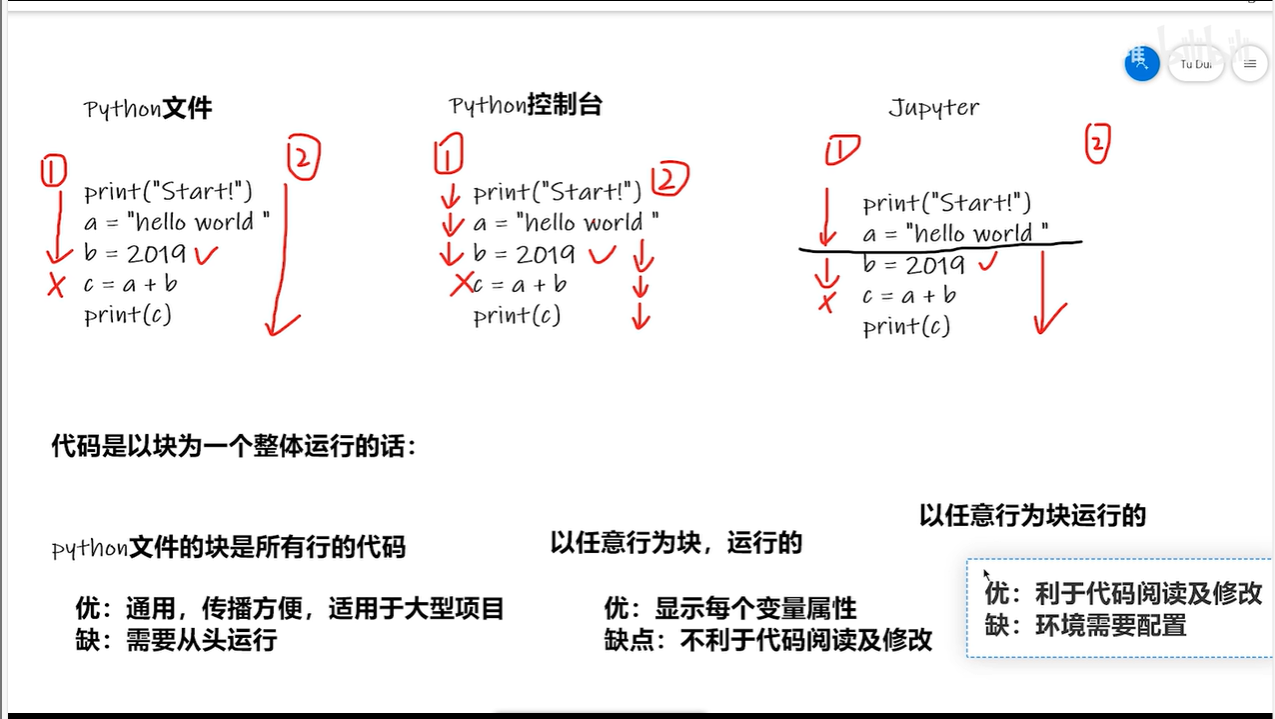 bilibili
Tu Dui
Python文件
Python控制台
Jupyter
1
2
print("Start!")
a = "hello world "
b = 2019
x c = a + b
print(c)
1
2
print("Start!")
a = "hello world "
b = 2019
x c = a + b
print(c)
1
2
print("Start!")
a = "hello world "
b = 2019
x c = a + b
print(c)
代码是以块为一个整体运行的话：
python文件的块是所有行的代码
优：通用，传播方便，适用于大型项目
缺：需要从头运行
以任意行为块，运行的
优：显示每个变量属性
缺点：不利于代码阅读及修改
以任意行为块运行的
优：利于代码阅读及修改
缺：环境需要配置